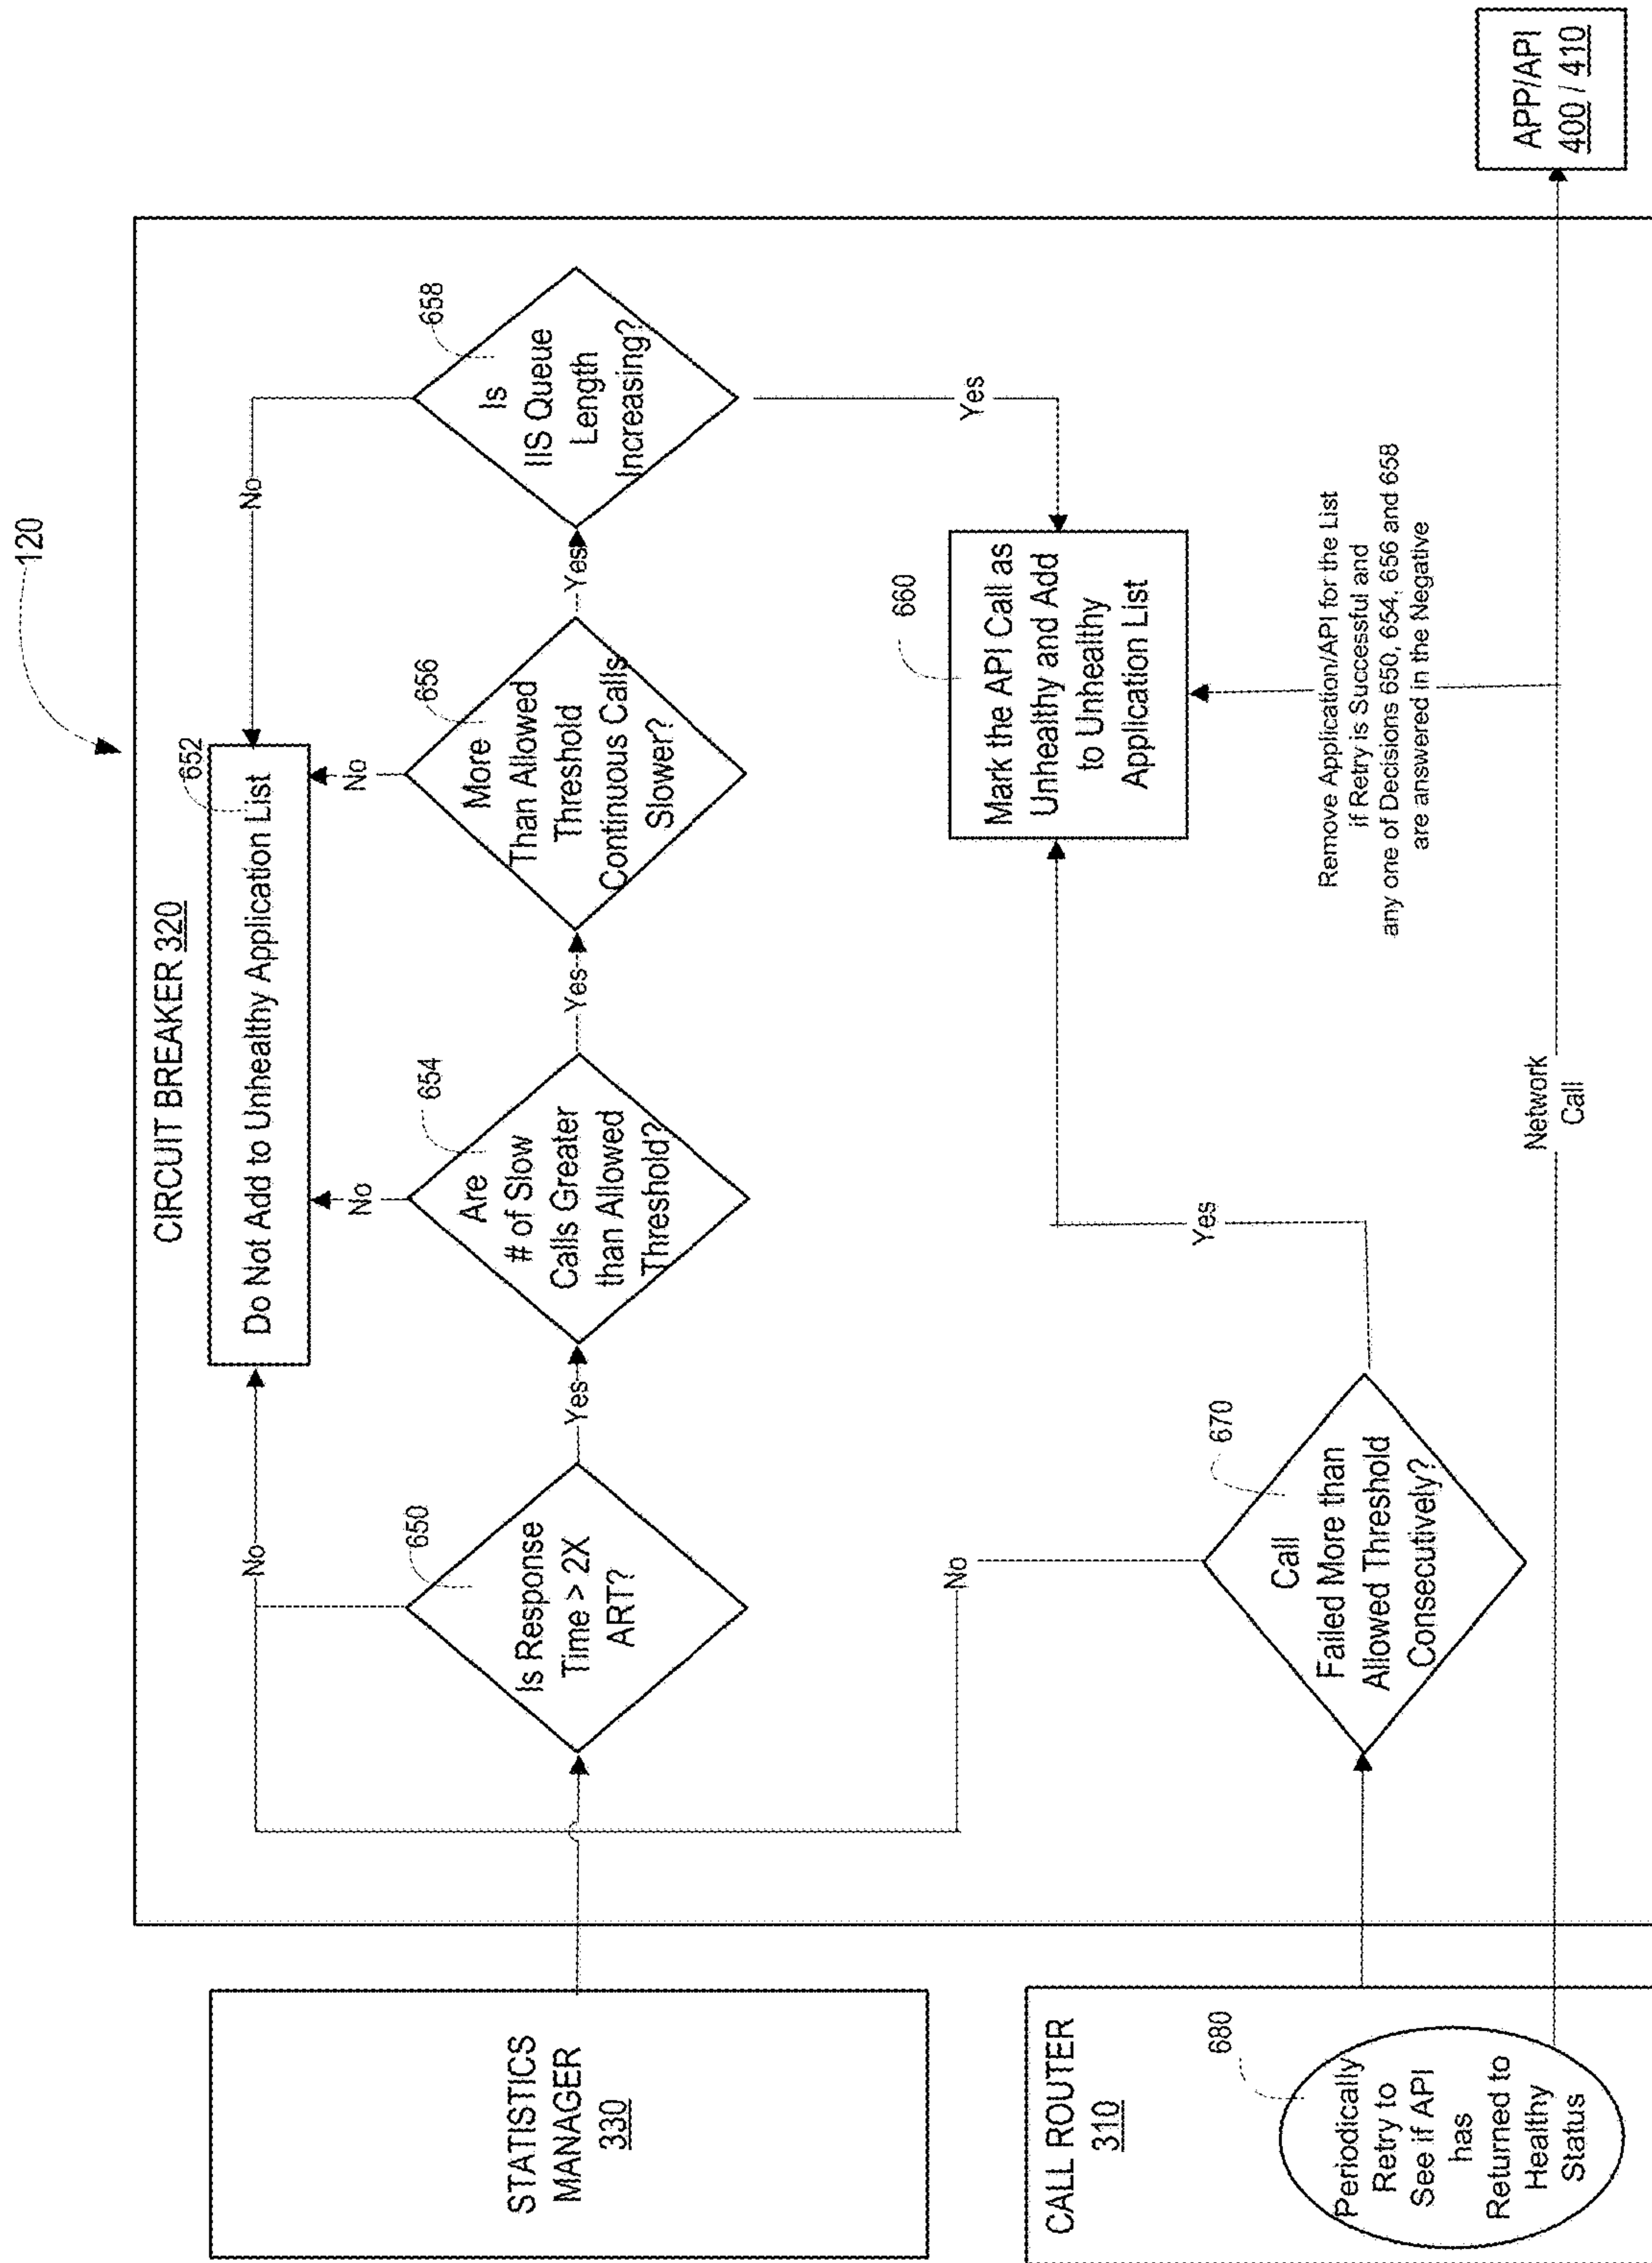 120
CIRCUIT BREAKER 320
Do Not Add to Unhealthy Application List
652
No
No
No
No
STATISTICS
MANAGER
330
Is Response
Time > 2X
ART?
650
Yes
Are
# of Slow
Calls Greater
than Allowed
Threshold?
654
Yes
More
Than Allowed
Threshold
Continuous Calls
Slower?
656
Yes
Is
IIS Queue
Length
Increasing?
658
Yes
No
Mark the API Call as
Unhealthy and Add
to Unhealthy
Application List
660
CALL ROUTER
310
Periodically
Retry to
See if API
has
Returned to
Healthy
Status
680
Call
Failed More than
Allowed Threshold
Consecutively?
670
Yes
Remove Application/API for the List
if Retry is Successful and
any one of Decisions 650, 654, 656 and 658
are answered in the Negative
Network
Call
APP/API
400 / 410